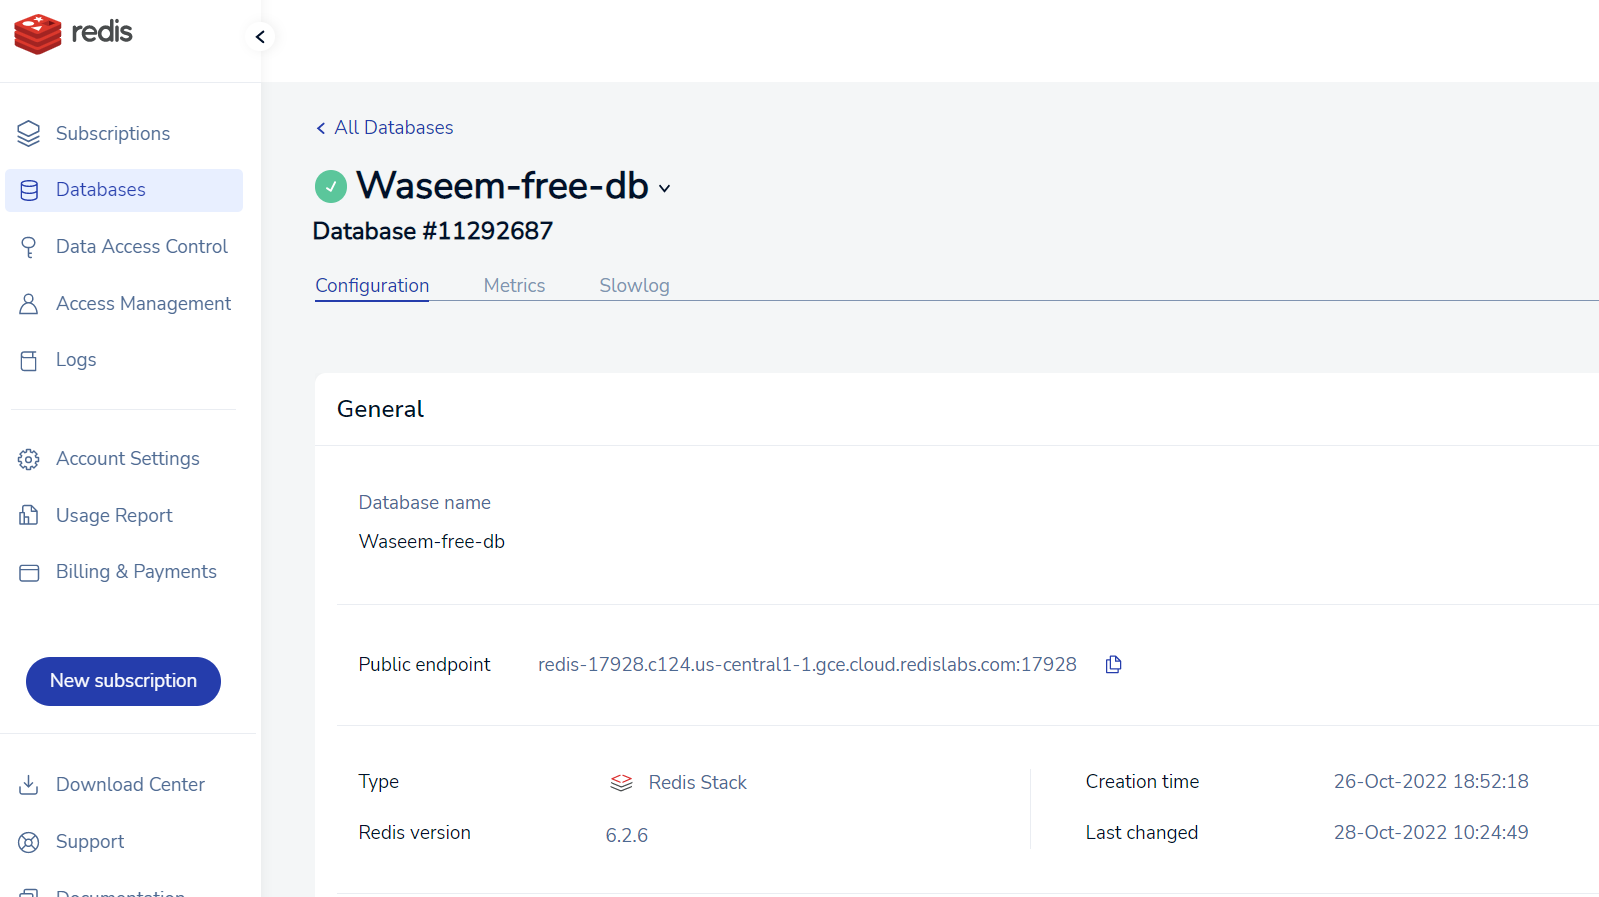 redis
Subscriptions
Databases
Data Access Control
Access Management
Logs
Account Settings
Usage Report
Billing & Payments
New subscription
Download Center
Support
Documentation
All Databases
Waseem-free-db
Database #11292687
Configuration Metrics Slowlog
General
Database name
Waseem-free-db
Public endpoint redis-17928.c124.us-central1-1.gce.cloud.redislabs.com:17928
Type Redis Stack Creation time 26-Oct-2022 18:52:18
Redis version 6.2.6 Last changed 28-Oct-2022 10:24:49